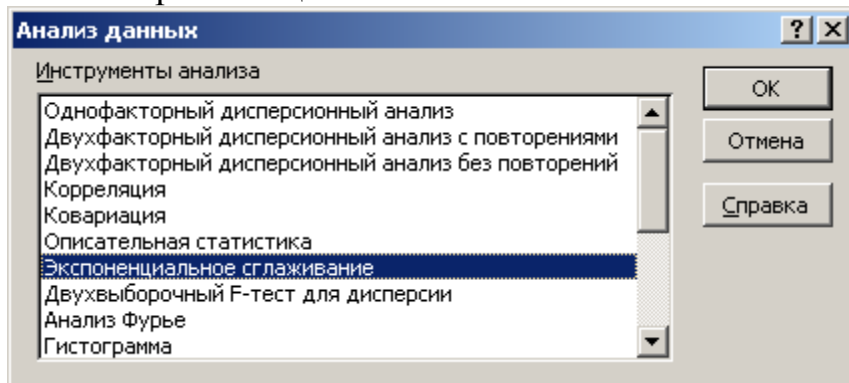 Анализ данных
Инструменты анализа
Однофакторный дисперсионный анализ
Двухфакторный дисперсионный анализ с повторениями
Двухфакторный дисперсионный анализ без повторений
Корреляция
Ковариация
Описательная статистика
Экспоненциальное сглаживание
Двухвыборочный F-тест для дисперсии
Анализ Фурье
Гистограмма
OK
Отмена
Справка